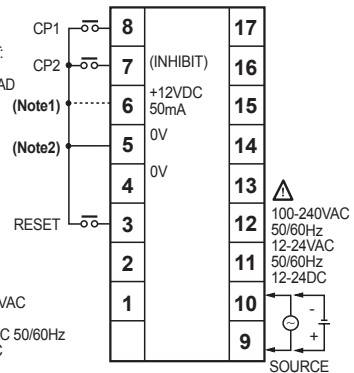 CP1 8 17
CP2 7 (INHIBIT) 16
AD
(Note1) 6 +12VDC 15
50mA
(Note2) 5 0V 14
4 0V 13
100-240VAC
RESET 3 12 50/60Hz
12-24VAC
2 11 50/60Hz
12-24DC
VAC 1 10 -
+
C 50/60Hz
9
SOURCE